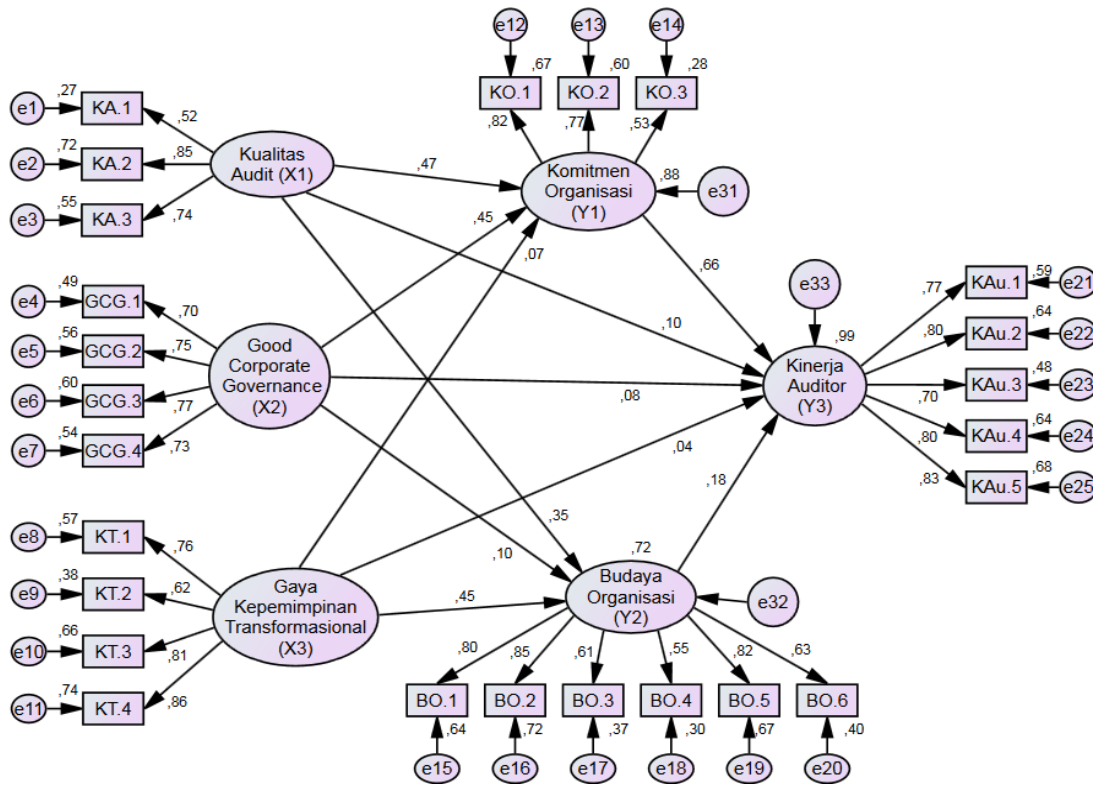 e12
e13
e14
,67
,60
,28
KO.1
KO.2
KO.3
,82
,77
,53
,27
e1
KA.1
,52
,72
e2
KA.2
,85
,55
e3
KA.3
,74
Kualitas
Audit (X1)
,47
Komitmen
Organisasi
(Y1)
,88
e31
,45
,07
,66
,10
e33
,99
Kinerja
Auditor
(Y3)
,77
KAu.1
,59
e21
,80
KAu.2
,64
e22
,70
KAu.3
,48
e23
,80
KAu.4
,64
e24
,83
KAu.5
,68
e25
,49
e4
GCG.1
,70
,56
e5
GCG.2
,75
,60
e6
GCG.3
,77
,54
e7
GCG.4
,73
Good
Corporate
Governance
(X2)
,08
,04
,18
,35
,10
,57
e8
KT.1
,76
,38
e9
KT.2
,62
,66
e10
KT.3
,81
,74
e11
KT.4
,86
Gaya
Kepemimpinan
Transformasional
(X3)
,45
,72
Budaya
Organisasi
(Y2)
e32
,80
,85
,61
,55
,82
,63
BO.1
BO.2
BO.3
BO.4
BO.5
BO.6
,64
,72
,37
,30
,67
,40
e15
e16
e17
e18
e19
e20